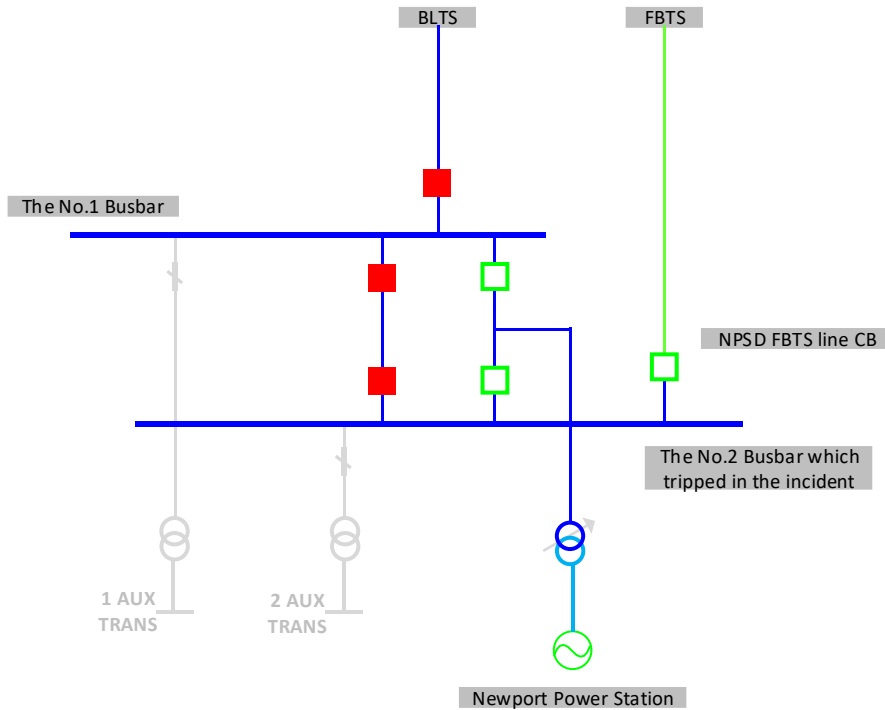 BLTS
FBTS
The No.1 Busbar
NPSD FBTS line CB
The No.2 Busbar which
tripped in the incident
1 AUX
TRANS
2 AUX
TRANS
Newport Power Station